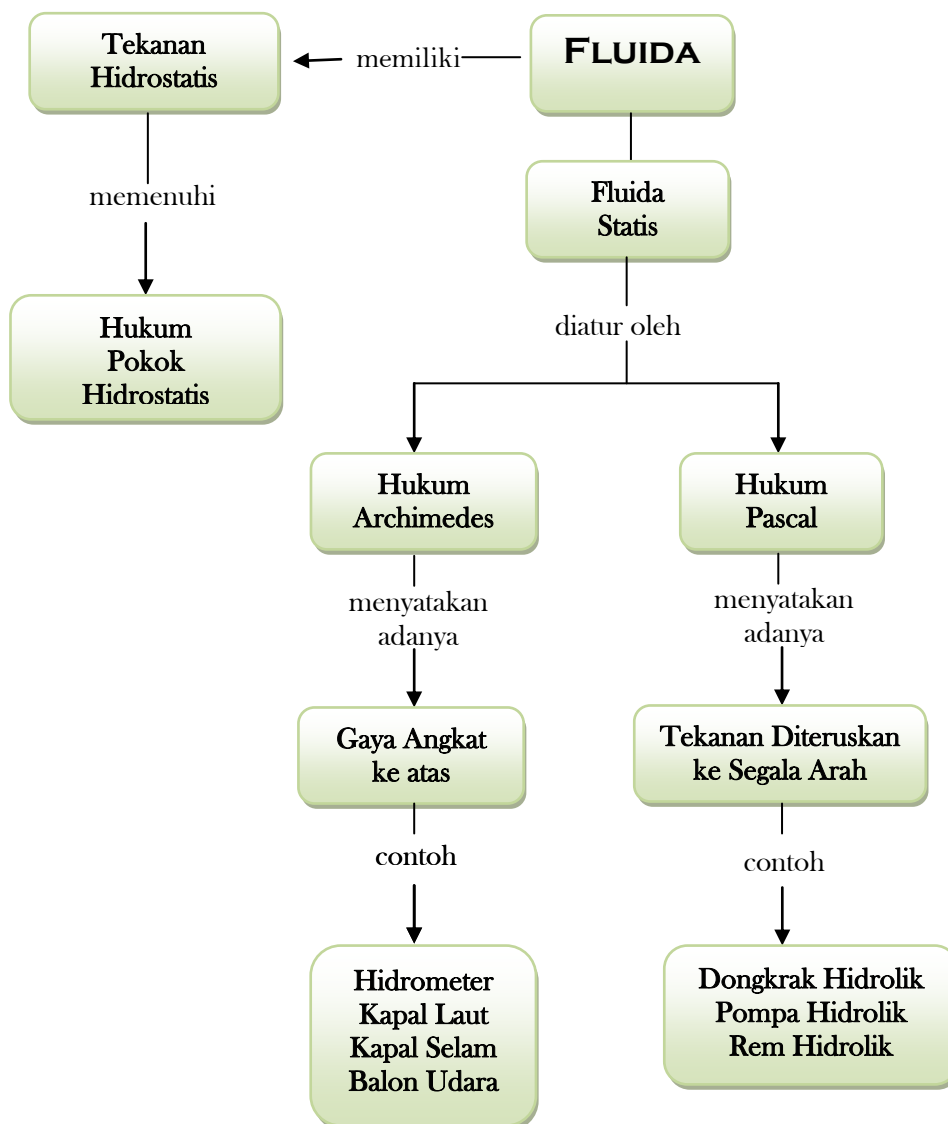 Tekanan
Hidrostatis
memiliki
FLUIDA
Fluida
Statis
memenuhi
Hukum
Pokok
Hidrostatis
diatur oleh
Hukum
Archimedes
Hukum
Pascal
menyatakan
adanya
menyatakan
adanya
Gaya Angkat
ke atas
Tekanan Diteruskan
ke Segala Arah
contoh
contoh
Hidrometer
Kapal Laut
Kapal Selam
Balon Udara
Dongkrak Hidrolik
Pompa Hidrolik
Rem Hidrolik